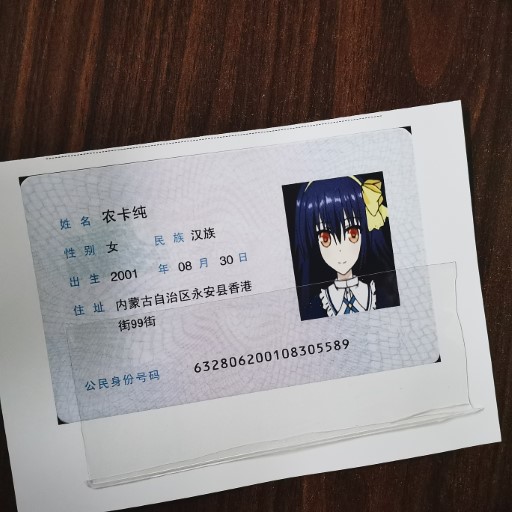 姓名 农卡纯
性别 女 民族 汉族
出生 2001 年 08 月 30 日
住址 内蒙古自治区永安县香港
街99街
公民身份号码 632806200108305589